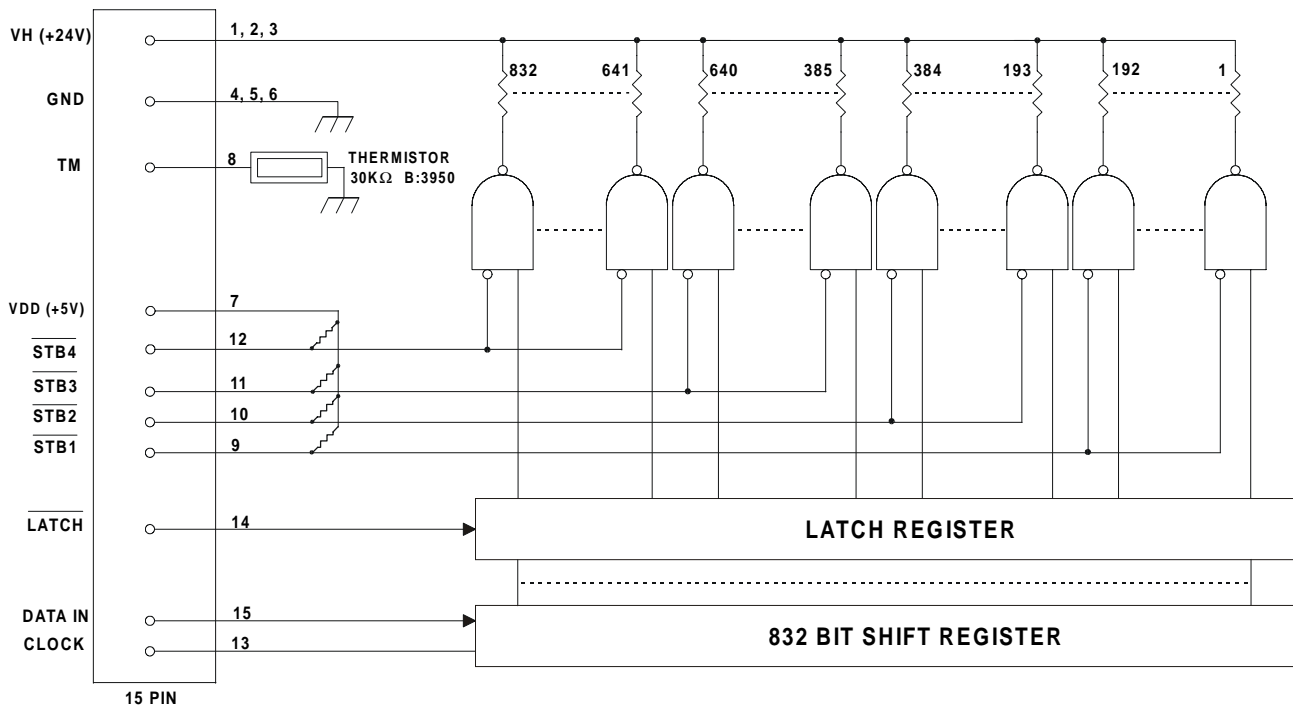 VH (+24V)
1, 2, 3
832
641
640
385
384
193
192
1
GND
4, 5, 6
TM
8
THERMISTOR
30KΩ B:3950
VDD (+5V)
7
STB4
12
STB3
11
STB2
10
STB1
9
LATCH
14
LATCH REGISTER
DATA IN
15
CLOCK
13
832 BIT SHIFT REGISTER
15 PIN